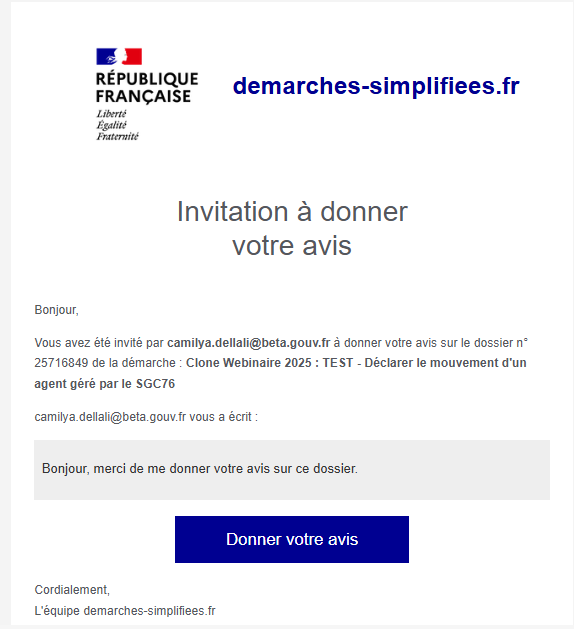 RÉPUBLIQUE
FRANÇAISE
Liberté
Égalité
Fraternité
demarches-simplifiees.fr
Invitation à donner
votre avis
Bonjour,
Vous avez été invité par camilya.dellali@beta.gouv.fr à donner votre avis sur le dossier n°
25716849 de la démarche : Clone Webinaire 2025 : TEST - Déclarer le mouvement d'un
agent géré par le SGC76
camilya.dellali@beta.gouv.fr vous a écrit :
Bonjour, merci de me donner votre avis sur ce dossier.
Donner votre avis
Cordialement,
L'équipe demarches-simplifiees.fr